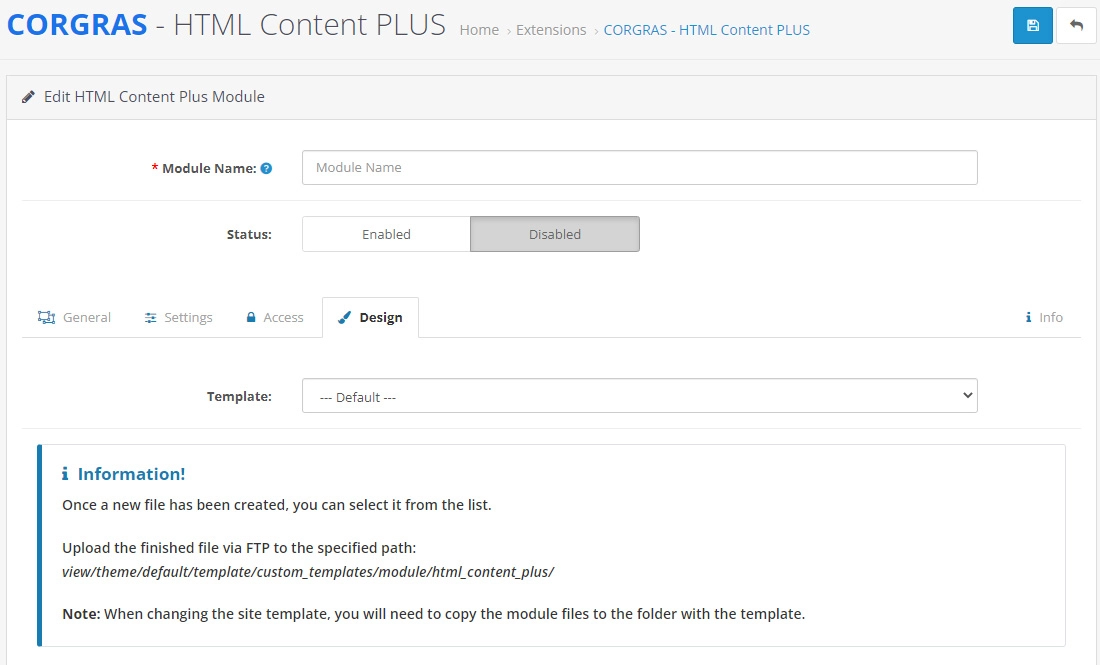 CORGRAS - HTML Content PLUS Home › Extensions › CORGRAS - HTML Content PLUS
Edit HTML Content Plus Module
* Module Name: ?
Module Name
Status:
Enabled Disabled
General Settings Access Design Info
Template:
--- Default ---
Information!
Once a new file has been created, you can select it from the list.
Upload the finished file via FTP to the specified path:
view/theme/default/template/custom_templates/module/html_content_plus/
Note: When changing the site template, you will need to copy the module files to the folder with the template.